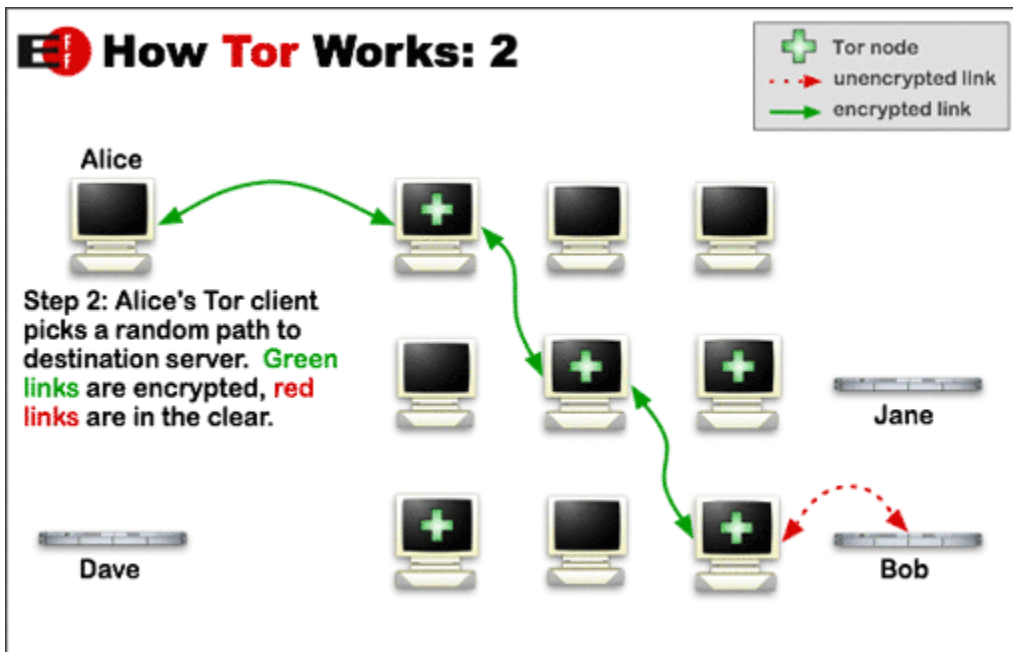 EFF How Tor Works: 2
Tor node
unencrypted link
encrypted link
Alice
Step 2: Alice's Tor client
picks a random path to
destination server. Green
links are encrypted, red
links are in the clear.
Jane
Dave
Bob